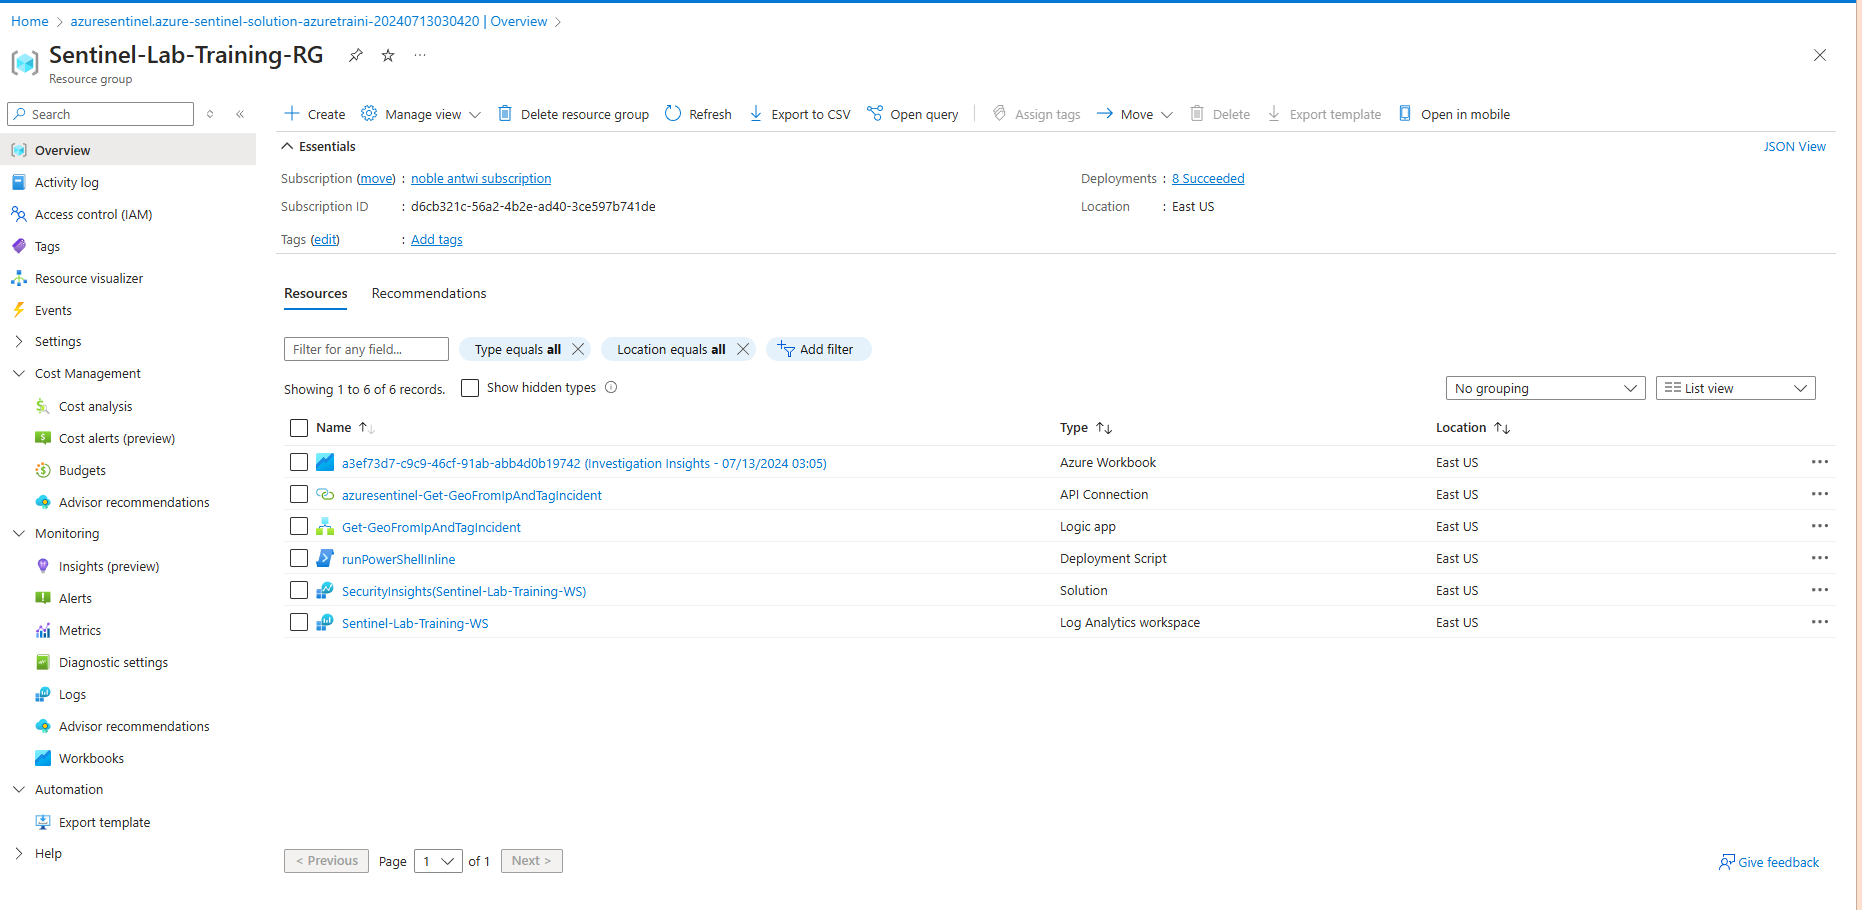 Home > azuresentinel.azure-sentinel-solution-azuretraini-20240713030420 | Overview >
Sentinel-Lab-Training-RG ...
Resource group
Search
Overview
Activity log
Access control (IAM)
Tags
Resource visualizer
Events
Settings
Cost Management
Cost analysis
Cost alerts (preview)
Budgets
Advisor recommendations
Monitoring
Insights (preview)
Alerts
Metrics
Diagnostic settings
Logs
Advisor recommendations
Workbooks
Automation
Export template
Help
Create Manage view Delete resource group Refresh Export to CSV Open query Assign tags Move Delete Export template Open in mobile
Essentials JSON View
Subscription (move) : noble antwi subscription Deployments : 8 Succeeded
Subscription ID : d6cb321c-56a2-4b2e-ad40-3ce597b741de Location : East US
Tags (edit) : Add tags
Resources Recommendations
Filter for any field... Type equals all Location equals all Add filter
Showing 1 to 6 of 6 records. Show hidden types No grouping List view
Name Type Location
a3ef73d7-c9c9-46cf-91ab-abb4d0b19742 (Investigation Insights - 07/13/2024 03:05) Azure Workbook East US
azuresentinel-Get-GeoFromIpAndTagIncident API Connection East US
Get-GeoFromIpAndTagIncident Logic app East US
runPowerShellInline Deployment Script East US
SecurityInsights(Sentinel-Lab-Training-WS) Solution East US
Sentinel-Lab-Training-WS Log Analytics workspace East US
< Previous Page 1 of 1 Next > Give feedback